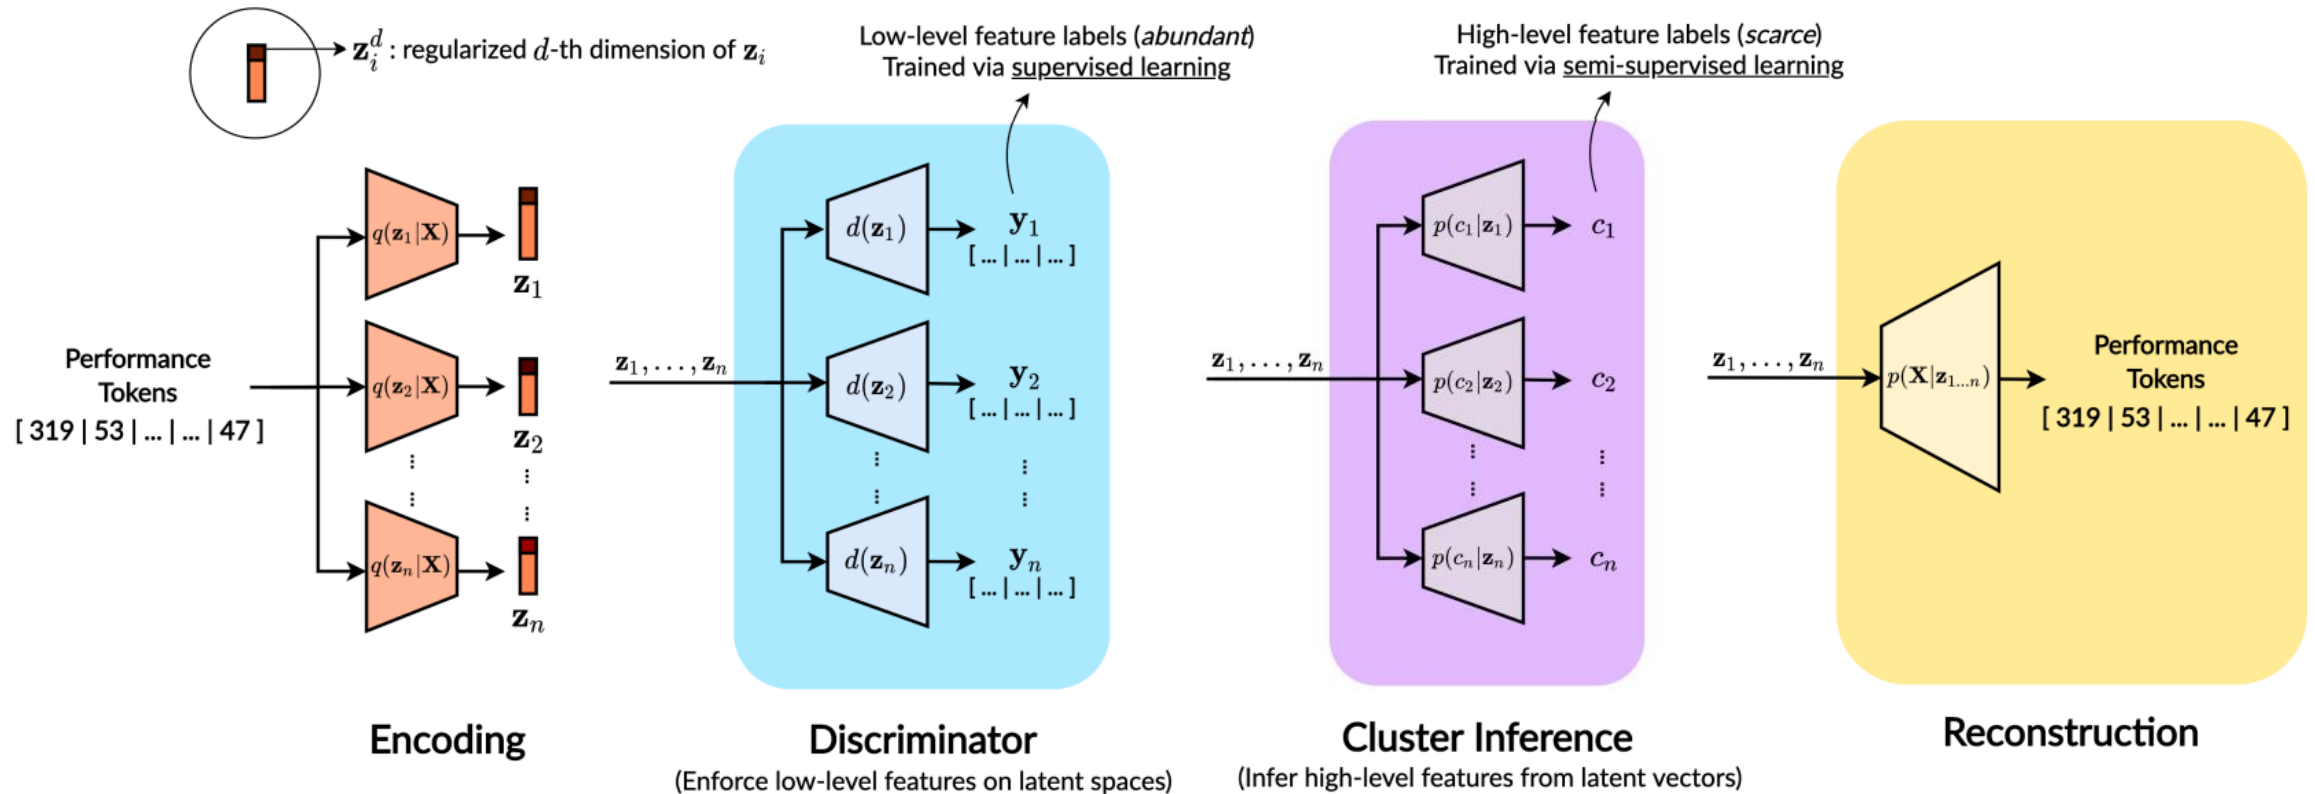 z_i^d : regularized d-th dimension of z_i
Low-level feature labels (abundant)
Trained via supervised learning
High-level feature labels (scarce)
Trained via semi-supervised learning
Performance
Tokens
[ 319 | 53 | ... | ... | 47 ]
q(z_1|X)
z_1
q(z_2|X)
z_2
q(z_n|X)
z_n
Encoding
z_1, . . . , z_n
d(z_1)
y_1
[ ... | ... | ... ]
d(z_2)
y_2
[ ... | ... | ... ]
d(z_n)
y_n
[ ... | ... | ... ]
Discriminator
(Enforce low-level features on latent spaces)
z_1, . . . , z_n
p(c_1|z_1)
c_1
p(c_2|z_2)
c_2
p(c_n|z_n)
c_n
Cluster Inference
(Infer high-level features from latent vectors)
z_1, . . . , z_n
p(X|z_{1...n})
Performance
Tokens
[ 319 | 53 | ... | ... | 47 ]
Reconstruction